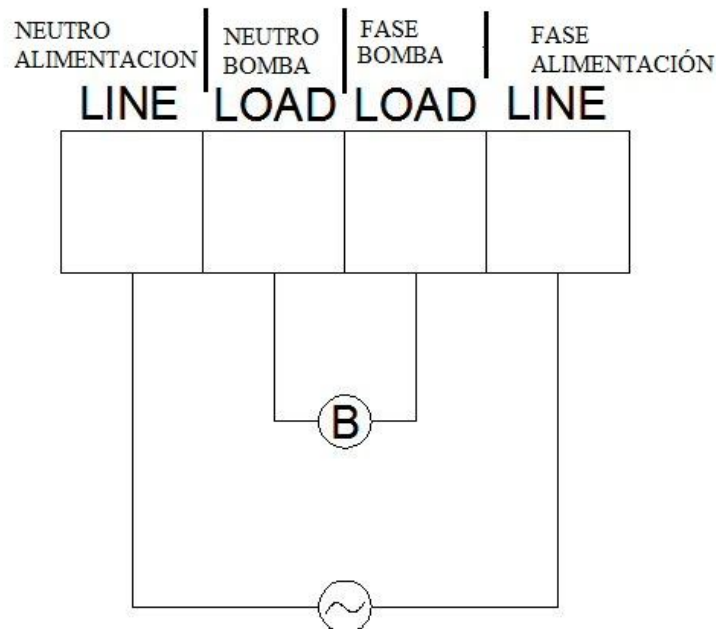 NEUTRO
ALIMENTACION
NEUTRO
BOMBA
FASE
BOMBA
FASE
ALIMENTACIÓN
LINE LOAD LOAD LINE
B